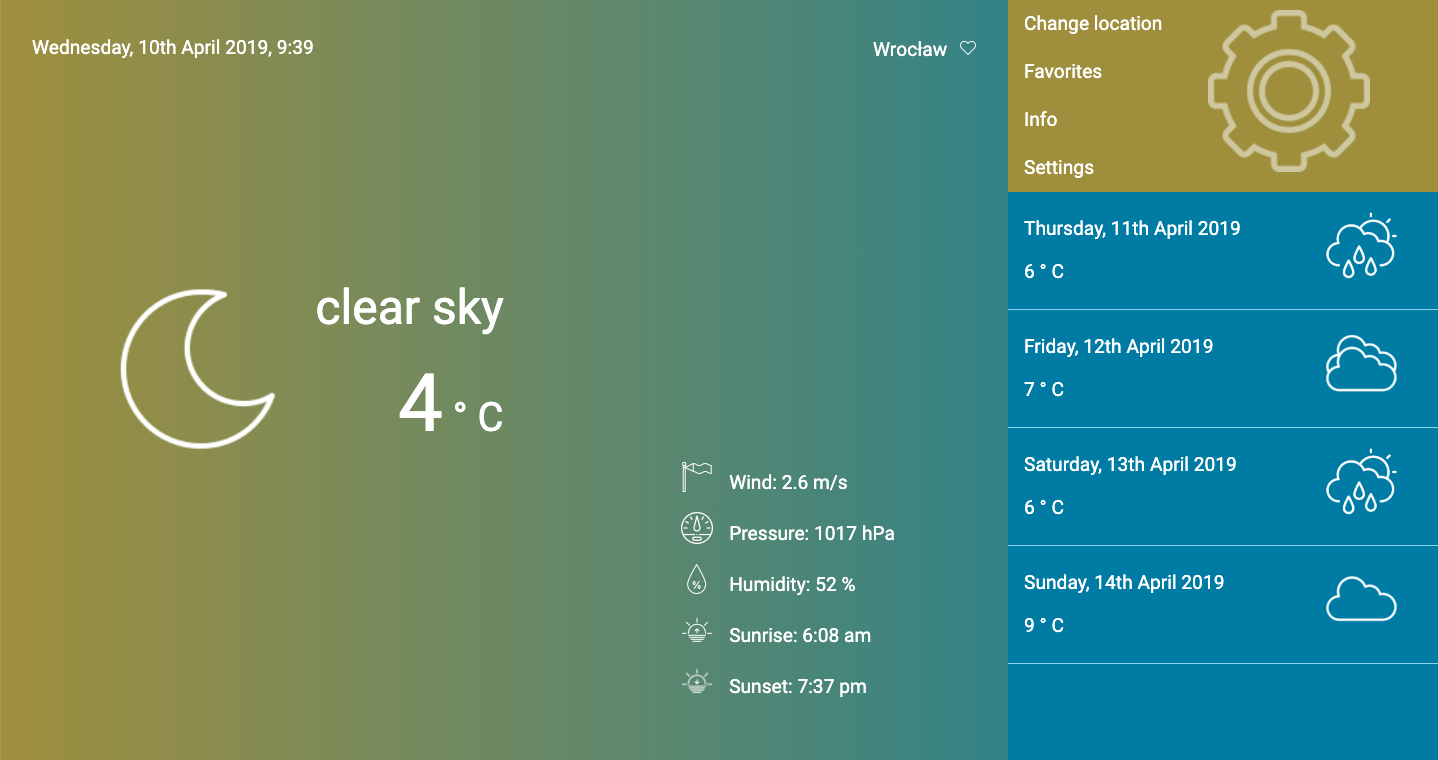 Wednesday, 10th April 2019, 9:39
Wrocław
clear sky
4 ° C
Wind: 2.6 m/s
Pressure: 1017 hPa
%
Humidity: 52 %
Sunrise: 6:08 am
Sunset: 7:37 pm
Change location
Favorites
Info
Settings
Thursday, 11th April 2019
6 ° C
Friday, 12th April 2019
7 ° C
Saturday, 13th April 2019
6 ° C
Sunday, 14th April 2019
9 ° C